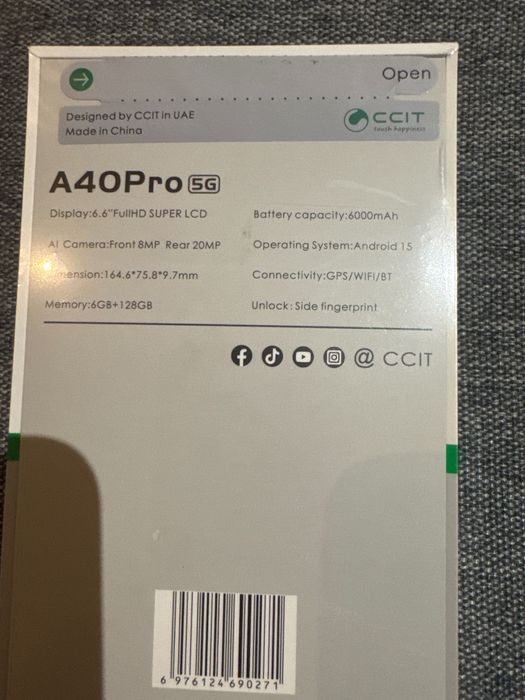 Open
Designed by CCIT in UAE
Made in China
CCIT
touch happiness
A40Pro 5G
Display:6.6"FullHD SUPER LCD
Battery capacity:6000mAh
AI Camera:Front 8MP Rear 20MP
Operating System:Android 15
Dimension:164.6*75.8*9.7mm
Connectivity:GPS/WIFI/BT
Memory:6GB+128GB
Unlock: Side fingerprint
@ CCIT
6 976124 690271